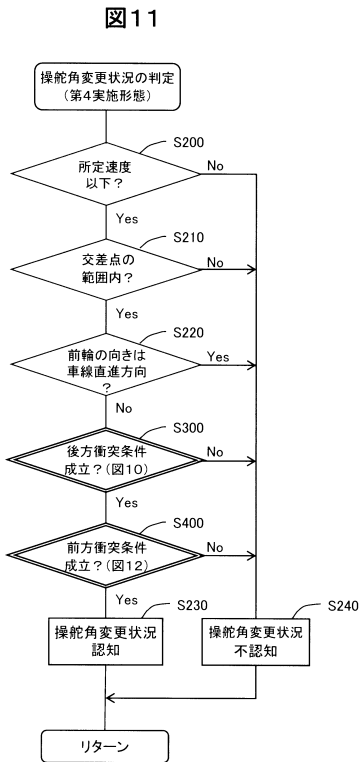 図11
操舵角変更状況の判定
(第4実施形態)
S200
所定速度
以下?
No
Yes
S210
交差点の
範囲内?
No
Yes
S220
前輪の向きは
車線直進方向
?
Yes
No
S300
後方衝突条件
成立?(図10)
No
Yes
S400
前方衝突条件
成立?(図12)
No
Yes
S230
操舵角変更状況
認知
S240
操舵角変更状況
不認知
リターン